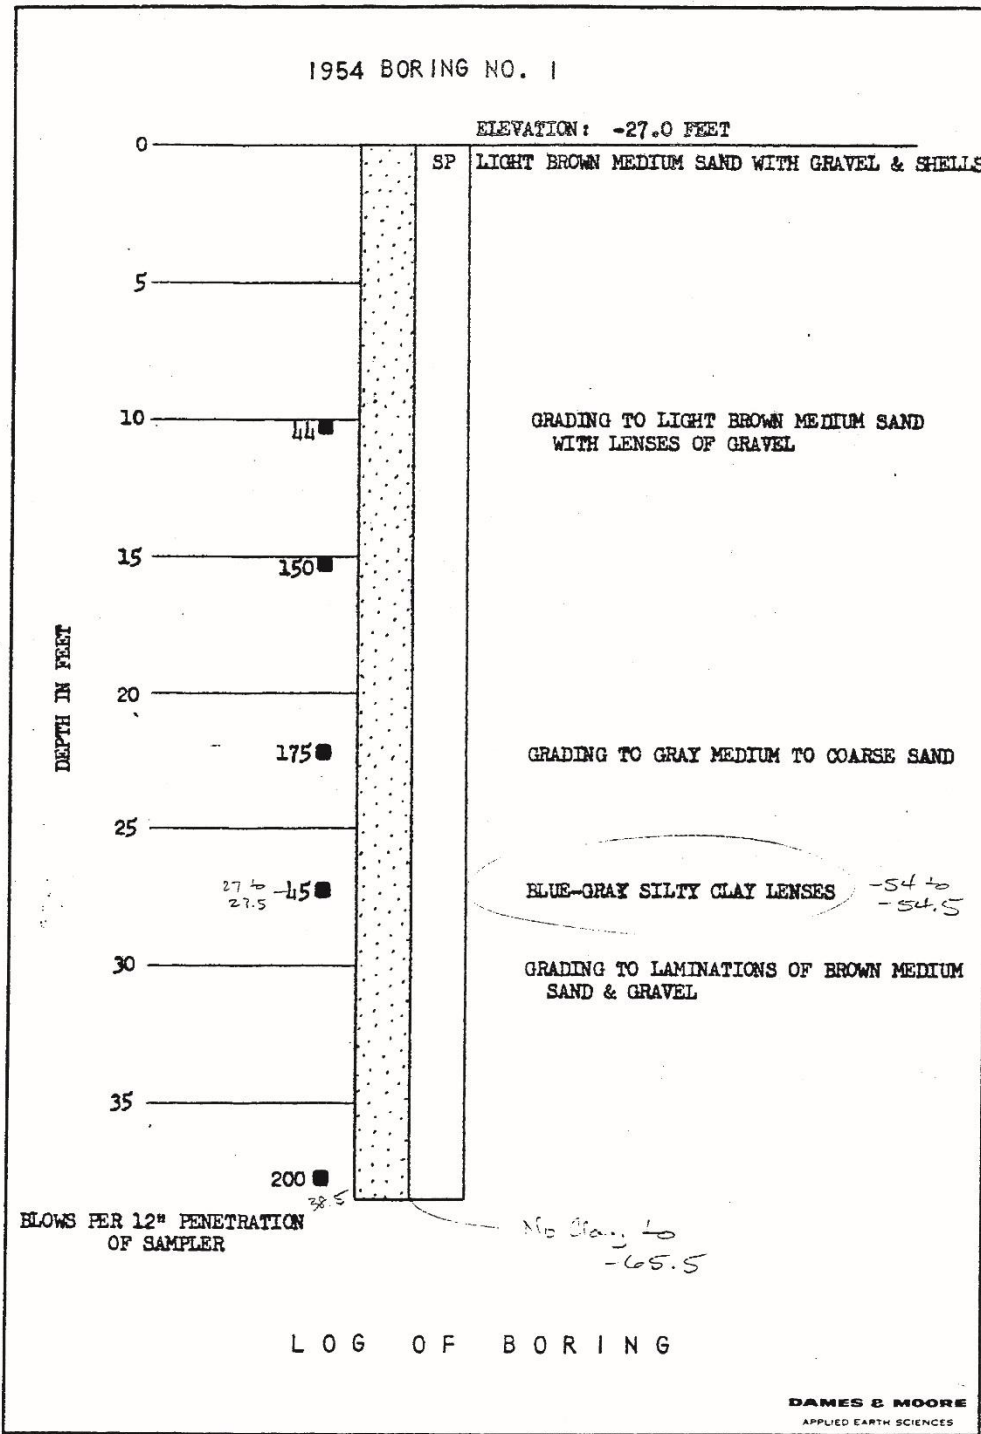 1954 BORING NO. 1
ELEVATION: -27.0 FEET
0
SP LIGHT BROWN MEDIUM SAND WITH GRAVEL & SHELLS
5
10
44
GRADING TO LIGHT BROWN MEDIUM SAND
WITH LENSES OF GRAVEL
15
150
DEPTH IN FEET
20
175
GRADING TO GRAY MEDIUM TO COARSE SAND
25
27 to
27.5
45
BLUE-GRAY SILTY CLAY LENSES
-54 to
-54.5
30
GRADING TO LAMINATIONS OF BROWN MEDIUM
SAND & GRAVEL
35
200
38.5
BLOWS PER 12" PENETRATION
OF SAMPLER
No Clay to
-65.5
LOG OF BORING
DAMES & MOORE
APPLIED EARTH SCIENCES